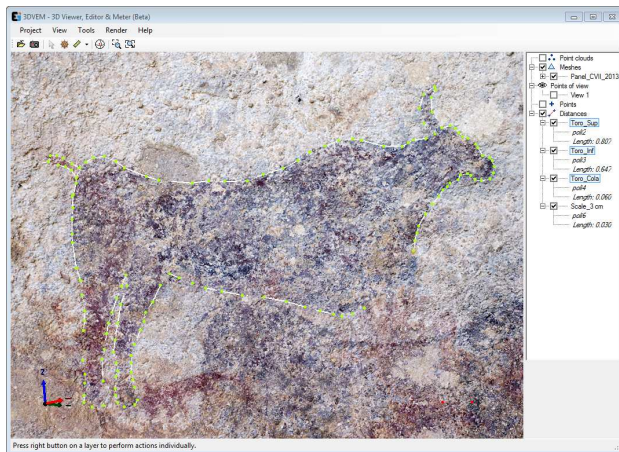 3DVEM - 3D Viewer, Editor & Meter (Beta)
Project View Tools Render Help
Point clouds
Meshes
Panel_CVII_2013
Points of view
View 1
Points
Distances
Toro_Sup
poli2
Length: 0.807
Toro_Inf
poli3
Length: 0.647
Toro_Cola
poli4
Length: 0.060
Scale_3 cm
poli6
Length: 0.030
Z
Press right button on a layer to perform actions individually.